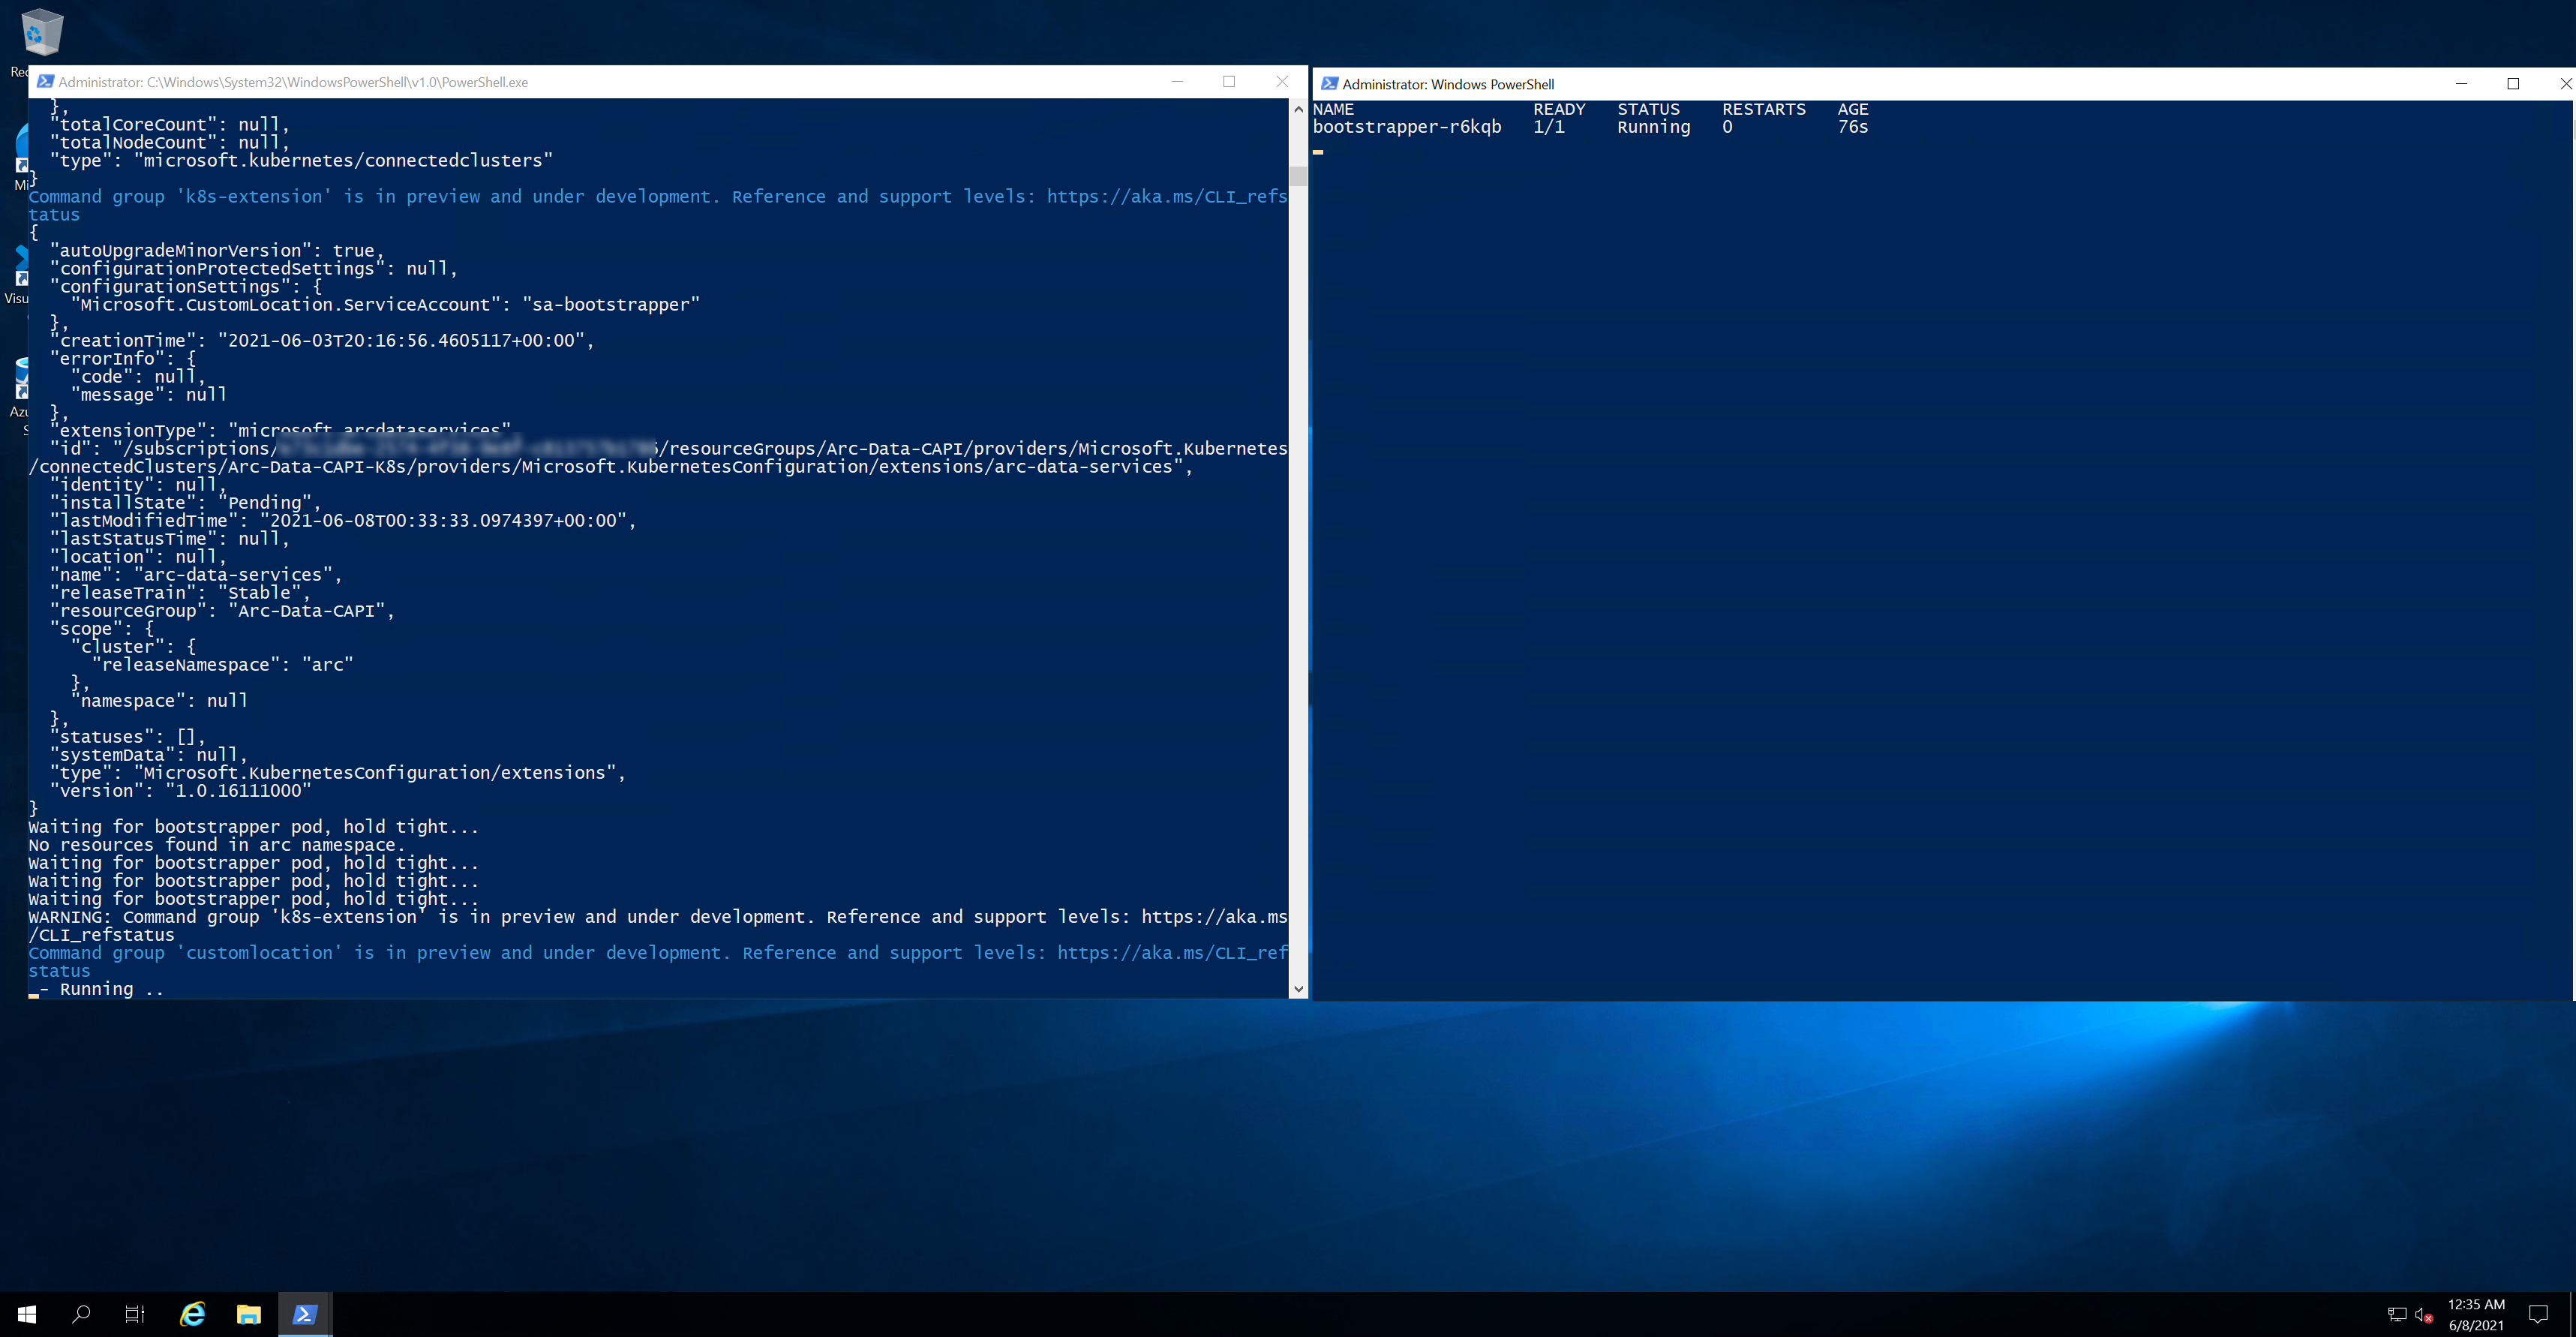 Administrator: C:\Windows\System32\WindowsPowerShell\v1.0\PowerShell.exe
},
"totalCoreCount": null,
"totalNodeCount": null,
"type": "microsoft.kubernetes/connectedclusters"
}
Command group 'k8s-extension' is in preview and under development. Reference and support levels: https://aka.ms/CLI_refs
tatus
{
"autoUpgradeMinorVersion": true,
"configurationProtectedSettings": null,
"configurationSettings": {
"Microsoft.CustomLocation.ServiceAccount": "sa-bootstrapper"
},
"creationTime": "2021-06-03T20:16:56.4605117+00:00",
"errorInfo": {
"code": null,
"message": null
},
"extensionType": "microsoft.arcdataservices"
"id": "/subscriptions/ /resourceGroups/Arc-Data-CAPI/providers/Microsoft.Kubernetes
/connectedClusters/Arc-Data-CAPI-K8s/providers/Microsoft.KubernetesConfiguration/extensions/arc-data-services",
"identity": null,
"installState": "Pending",
"lastModifiedTime": "2021-06-08T00:33:33.0974397+00:00",
"lastStatusTime": null,
"location": null,
"name": "arc-data-services",
"releaseTrain": "Stable",
"resourceGroup": "Arc-Data-CAPI",
"scope": {
"cluster": {
"releaseNamespace": "arc"
},
"namespace": null
},
"statuses": [],
"systemData": null,
"type": "Microsoft.KubernetesConfiguration/extensions",
"version": "1.0.16111000"
}
Waiting for bootstrapper pod, hold tight...
No resources found in arc namespace.
Waiting for bootstrapper pod, hold tight...
Waiting for bootstrapper pod, hold tight...
Waiting for bootstrapper pod, hold tight...
WARNING: Command group 'k8s-extension' is in preview and under development. Reference and support levels: https://aka.ms
/CLI_refstatus
Command group 'customlocation' is in preview and under development. Reference and support levels: https://aka.ms/CLI_ref
status
- Running ..
Administrator: Windows PowerShell
NAME READY STATUS RESTARTS AGE
bootstrapper-r6kqb 1/1 Running 0 76s
12:35 AM
6/8/2021